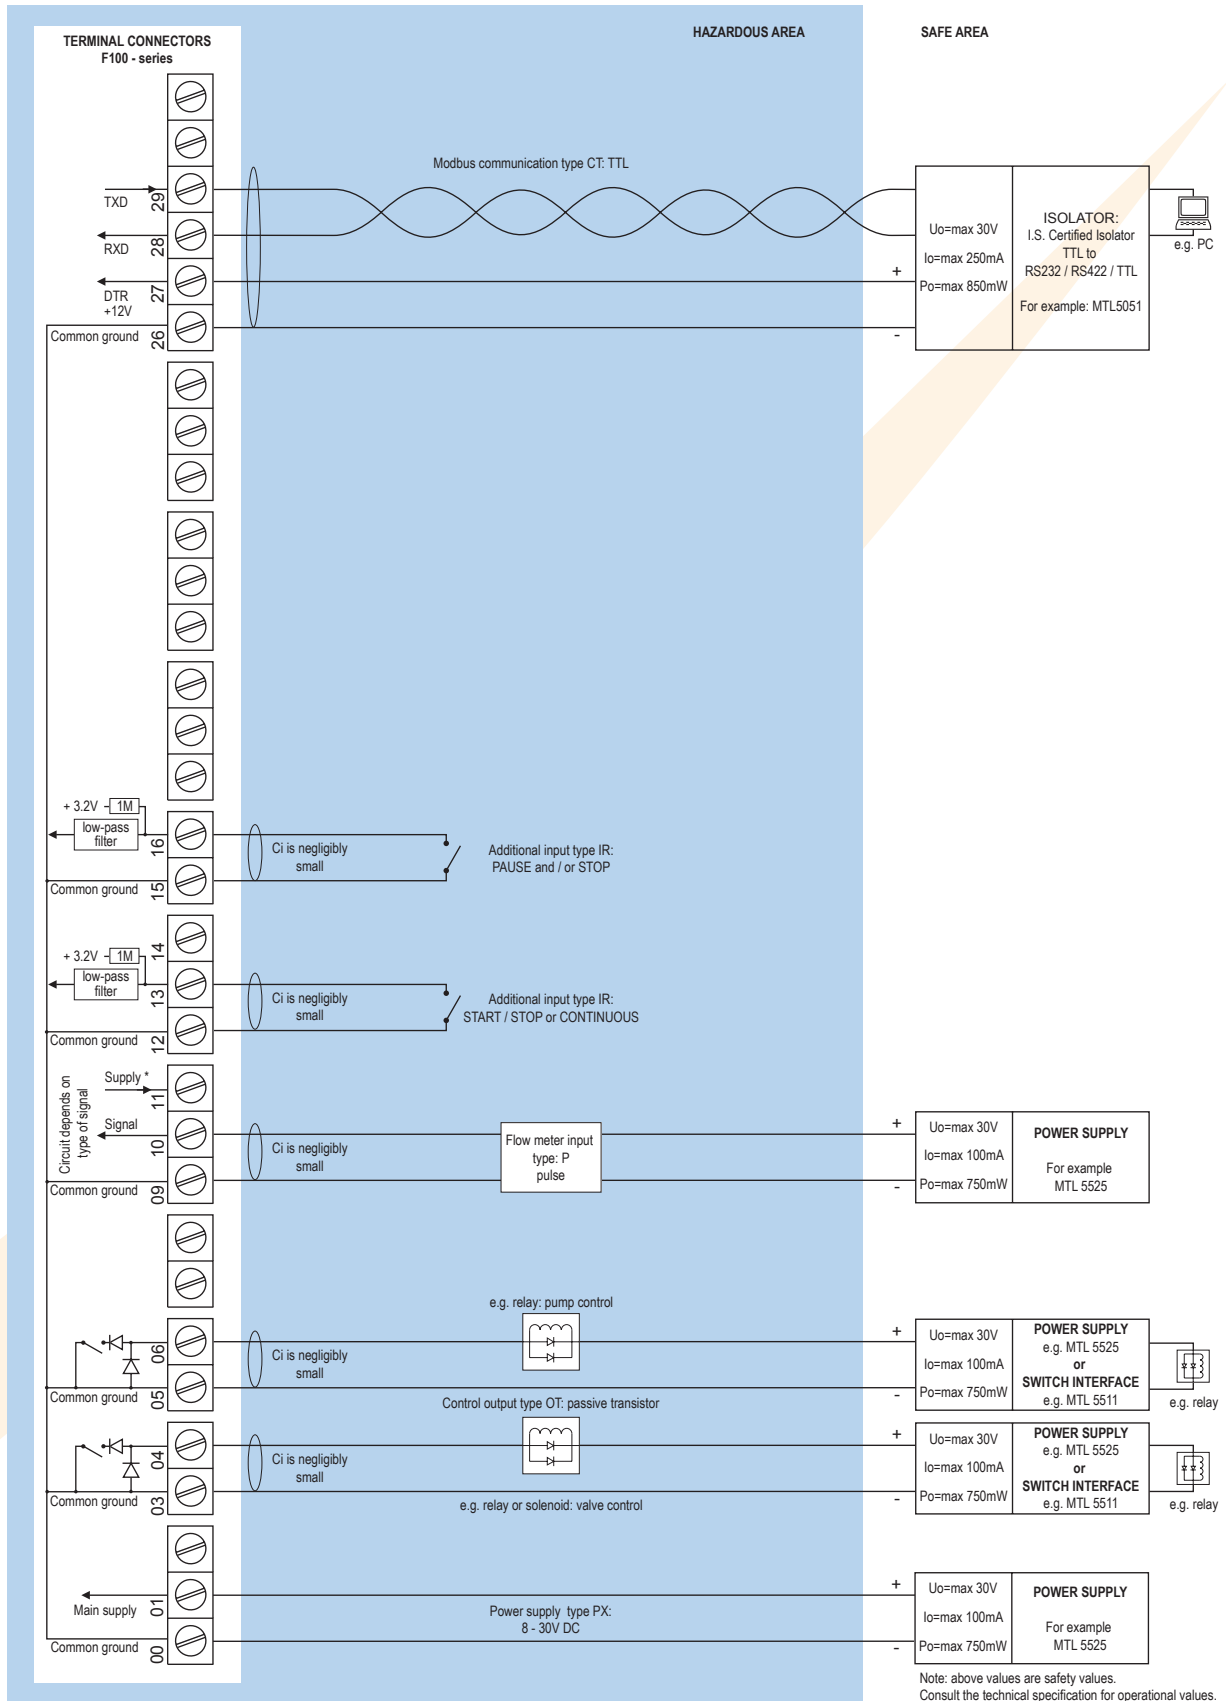 HAZARDOUS AREA
SAFE AREA
TERMINAL CONNECTORS
F100 - series
Modbus communication type CT: TTL
TXD
29
RXD
28
DTR
+12V
27
Common ground
26
+
-
Uo=max 30V
Io=max 250mA
Po=max 850mW
ISOLATOR:
I.S. Certified Isolator
TTL to
RS232 / RS422 / TTL
For example: MTL5051
e.g. PC
+ 3.2V
1M
low-pass
filter
16
Common ground
15
Ci is negligibly
small
Additional input type IR:
PAUSE and / or STOP
14
+ 3.2V
1M
low-pass
filter
13
Common ground
12
Ci is negligibly
small
Additional input type IR:
START / STOP or CONTINUOUS
Circuit depends on
type of signal
Supply *
11
Signal
10
Common ground
09
Ci is negligibly
small
Flow meter input
type: P
pulse
+
-
Uo=max 30V
Io=max 100mA
Po=max 750mW
POWER SUPPLY
For example
MTL 5525
e.g. relay: pump control
06
Common ground
05
Ci is negligibly
small
Control output type OT: passive transistor
+
-
Uo=max 30V
Io=max 100mA
Po=max 750mW
POWER SUPPLY
e.g. MTL 5525
or
SWITCH INTERFACE
e.g. MTL 5511
e.g. relay
04
Common ground
03
Ci is negligibly
small
e.g. relay or solenoid: valve control
+
-
Uo=max 30V
Io=max 100mA
Po=max 750mW
POWER SUPPLY
e.g. MTL 5525
or
SWITCH INTERFACE
e.g. MTL 5511
e.g. relay
Main supply
01
Common ground
00
Power supply type PX:
8 - 30V DC
+
-
Uo=max 30V
Io=max 100mA
Po=max 750mW
POWER SUPPLY
For example
MTL 5525
Note: above values are safety values.
Consult the technical specification for operational values.